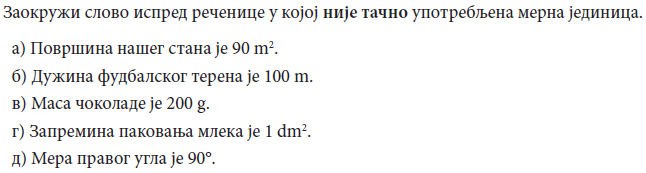 Заокружи слово испред реченице у којој није тачно употребљена мерна јединица.
а) Површина нашег стана је 90 m².
б) Дужина фудбалског терена је 100 m.
в) Маса чоколаде је 200 g.
г) Запремина паковања млека је 1 dm².
д) Мера правог угла је 90°.